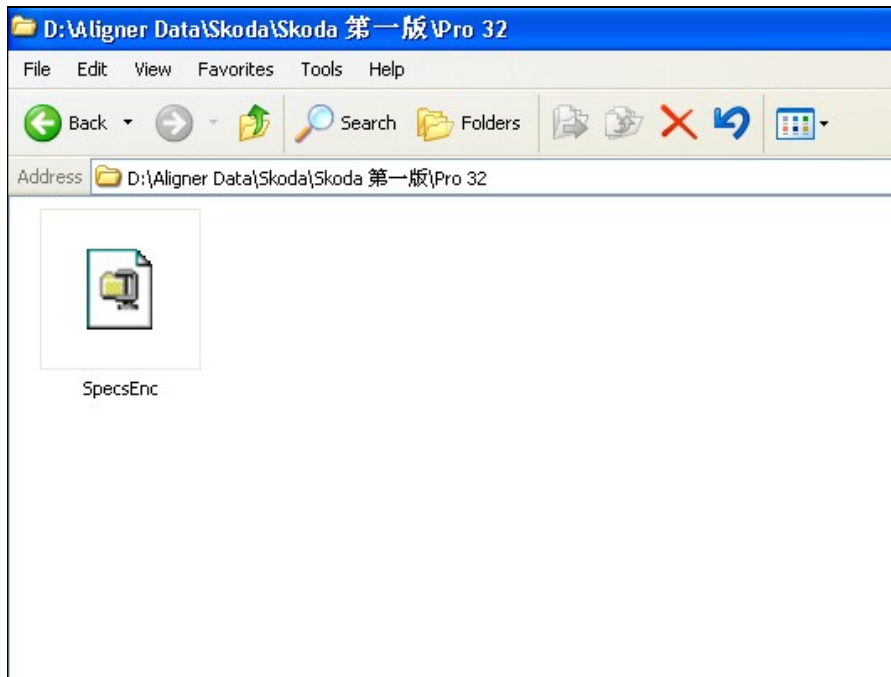 D:\Aligner Data\Skoda\Skoda 第一版\Pro 32
File Edit View Favorites Tools Help
Back Search Folders
Address D:\Aligner Data\Skoda\Skoda 第一版\Pro 32
SpecsEnc